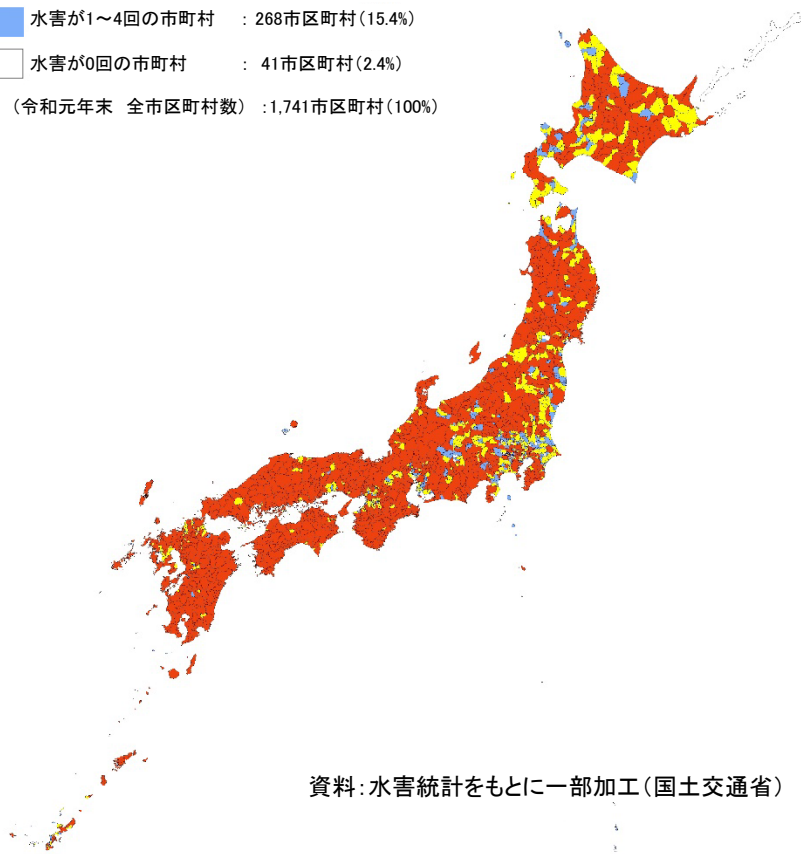 水害が1～4回の市町村 ：268市区町村(15.4%)
水害が0回の市町村 ： 41市区町村(2.4%)
(令和元年末 全市区町村数) ：1,741市区町村(100%)
資料：水害統計をもとに一部加工(国土交通省)